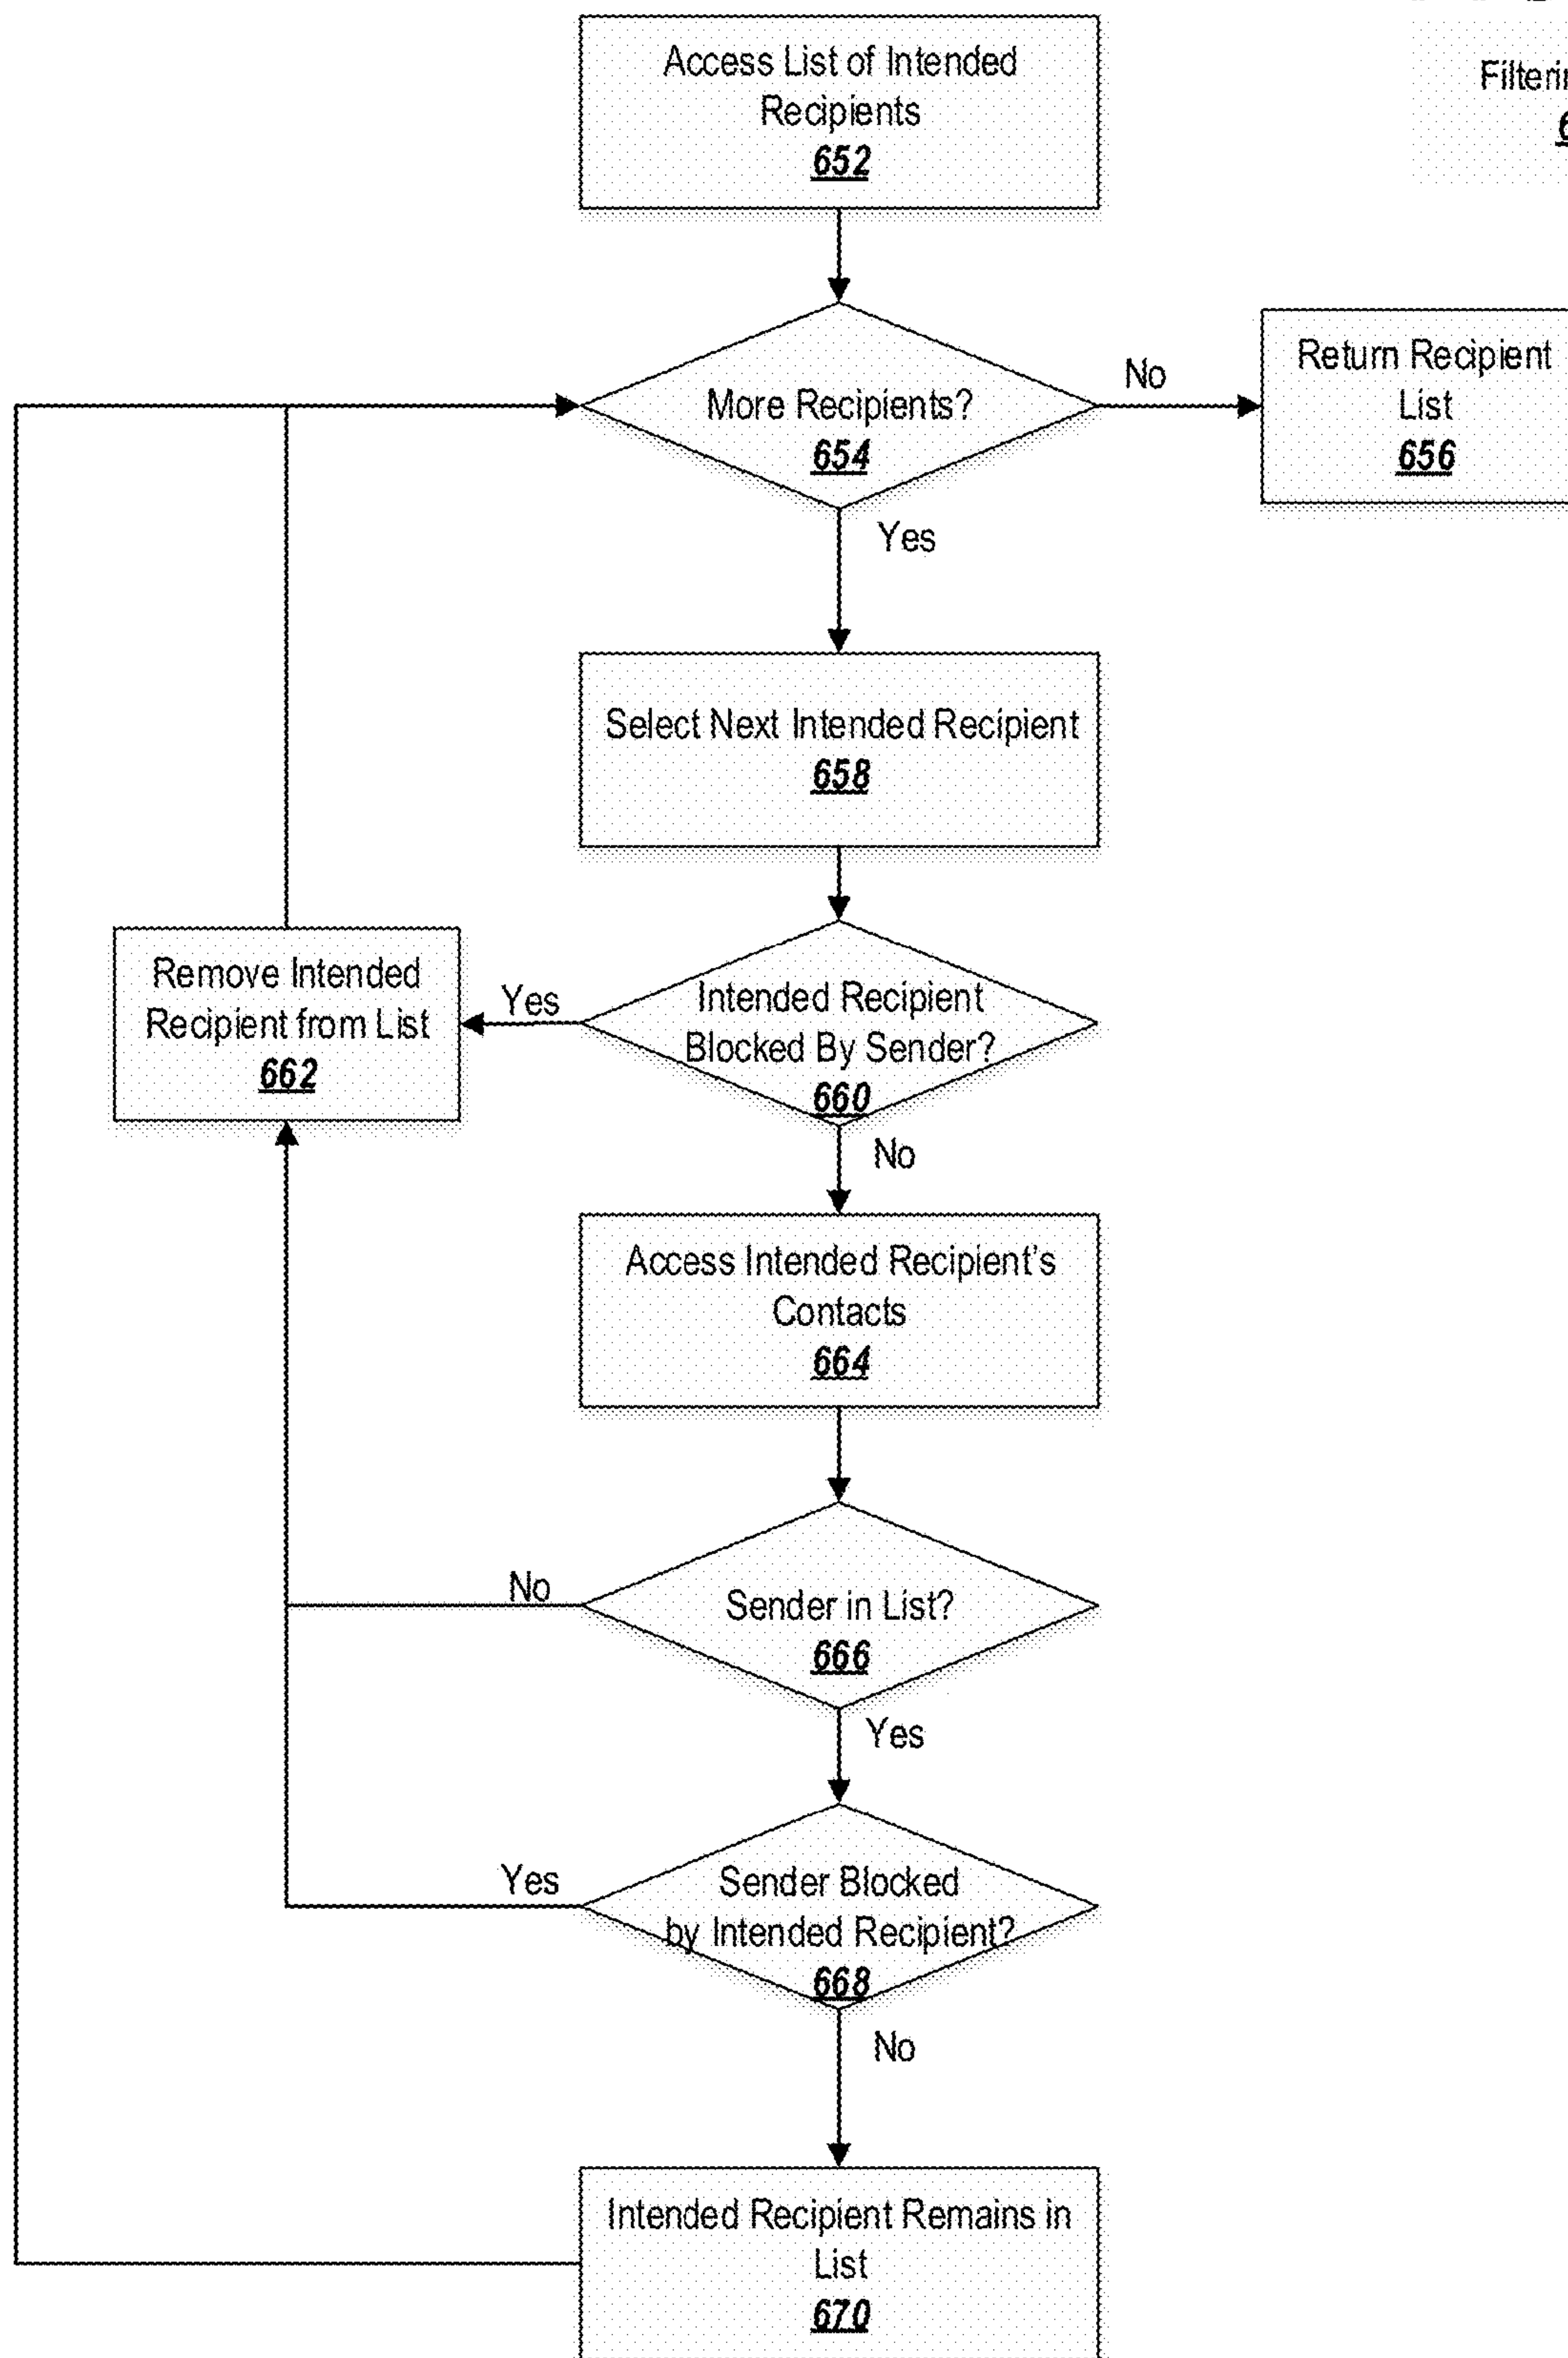 Access List of Intended
Recipients
652
More Recipients?
654
No
Return Recipient
List
656
Yes
Select Next Intended Recipient
658
Remove Intended
Recipient from List
662
Yes
Intended Recipient
Blocked By Sender?
660
No
Access Intended Recipient's
Contacts
664
No
Sender in List?
666
Yes
Yes
Sender Blocked
by Intended Recipient?
668
No
Intended Recipient Remains in
List
670